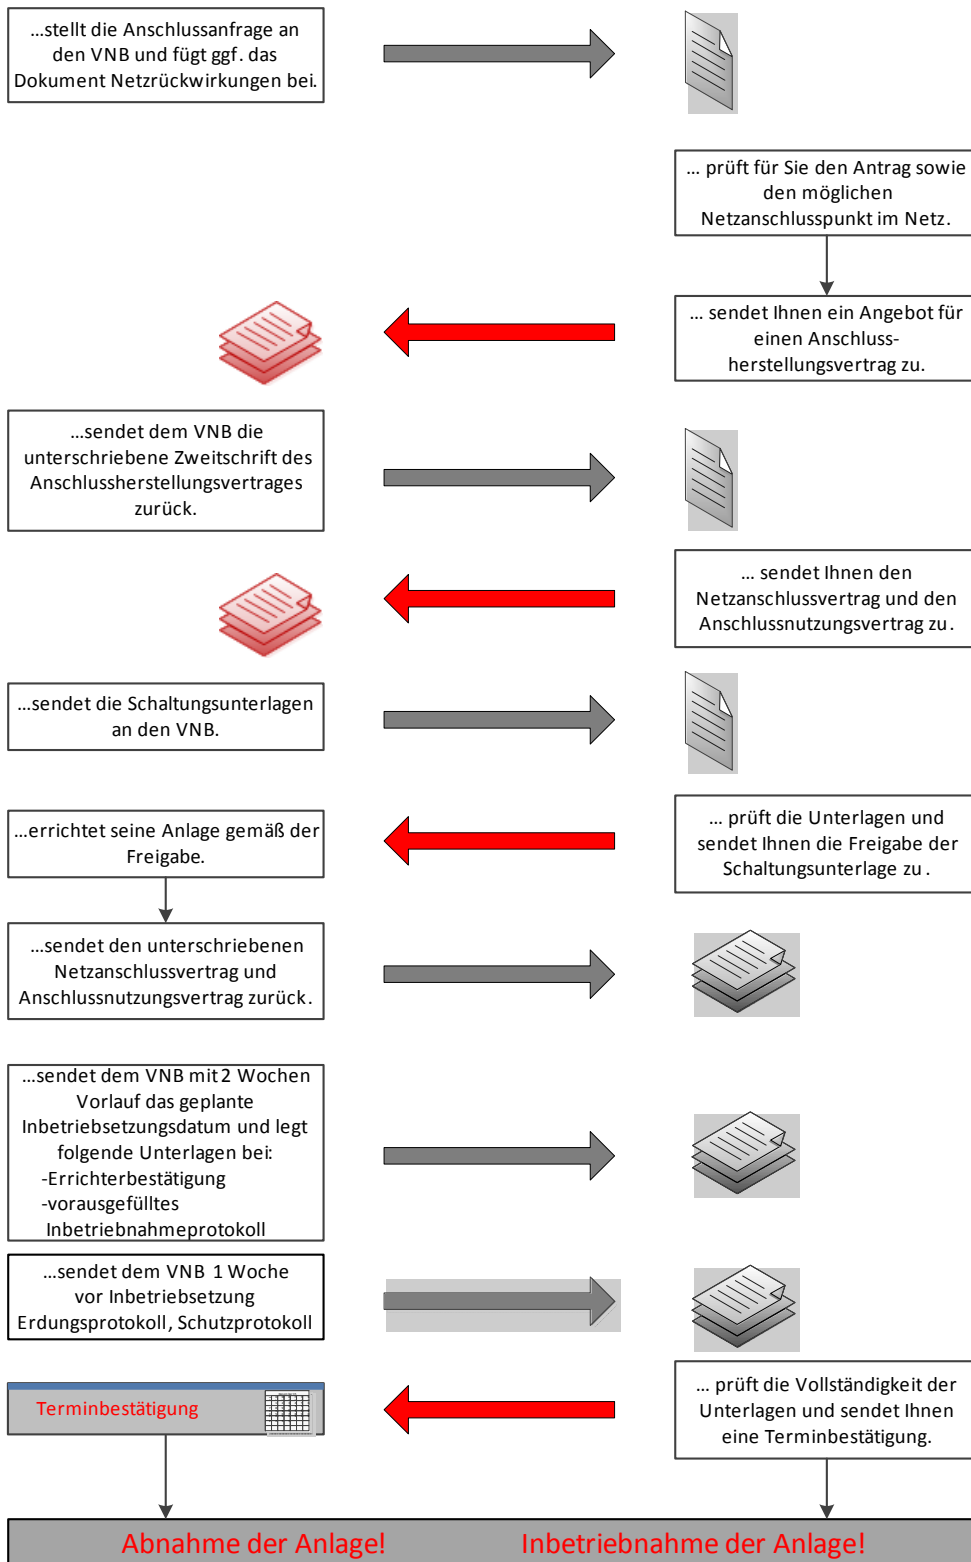 ...stellt die Anschlussanfrage an
den VNB und fügt ggf. das
Dokument Netzrückwirkungen bei.
... prüft für Sie den Antrag sowie
den möglichen
Netzanschlusspunkt im Netz.
... sendet Ihnen ein Angebot für
einen Anschluss-
herstellungsvertrag zu.
...sendet dem VNB die
unterschriebene Zweitschrift des
Anschlussherstellungsvertrages
zurück.
... sendet Ihnen den
Netzanschlussvertrag und den
Anschlussnutzungsvertrag zu.
...sendet die Schaltungsunterlagen
an den VNB.
... prüft die Unterlagen und
sendet Ihnen die Freigabe der
Schaltungsunterlage zu.
...errichtet seine Anlage gemäß der
Freigabe.
...sendet den unterschriebenen
Netzanschlussvertrag und
Anschlussnutzungsvertrag zurück.
...sendet dem VNB mit 2 Wochen
Vorlauf das geplante
Inbetriebsetzungsdatum und legt
folgende Unterlagen bei:
-Errichterbestätigung
-vorausgefülltes
Inbetriebnahmeprotokoll
...sendet dem VNB 1 Woche
vor Inbetriebsetzung
Erdungsprotokoll, Schutzprotokoll
... prüft die Vollständigkeit der
Unterlagen und sendet Ihnen
eine Terminbestätigung.
Terminbestätigung
Abnahme der Anlage! Inbetriebnahme der Anlage!